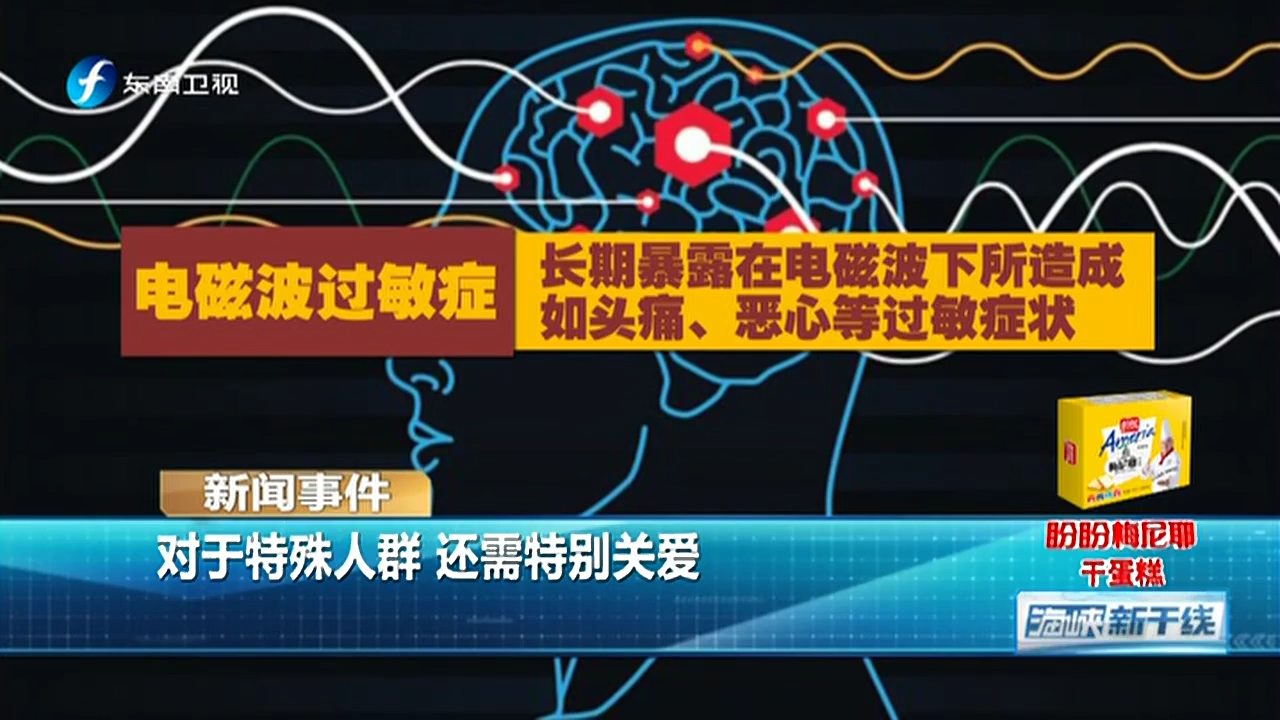 东南卫视
电磁波过敏症
长期暴露在电磁波下所造成
如头痛、恶心等过敏症状
新闻事件
对于特殊人群 还需特别关爱
盼盼梅尼耶
干蛋糕
海峡新干线